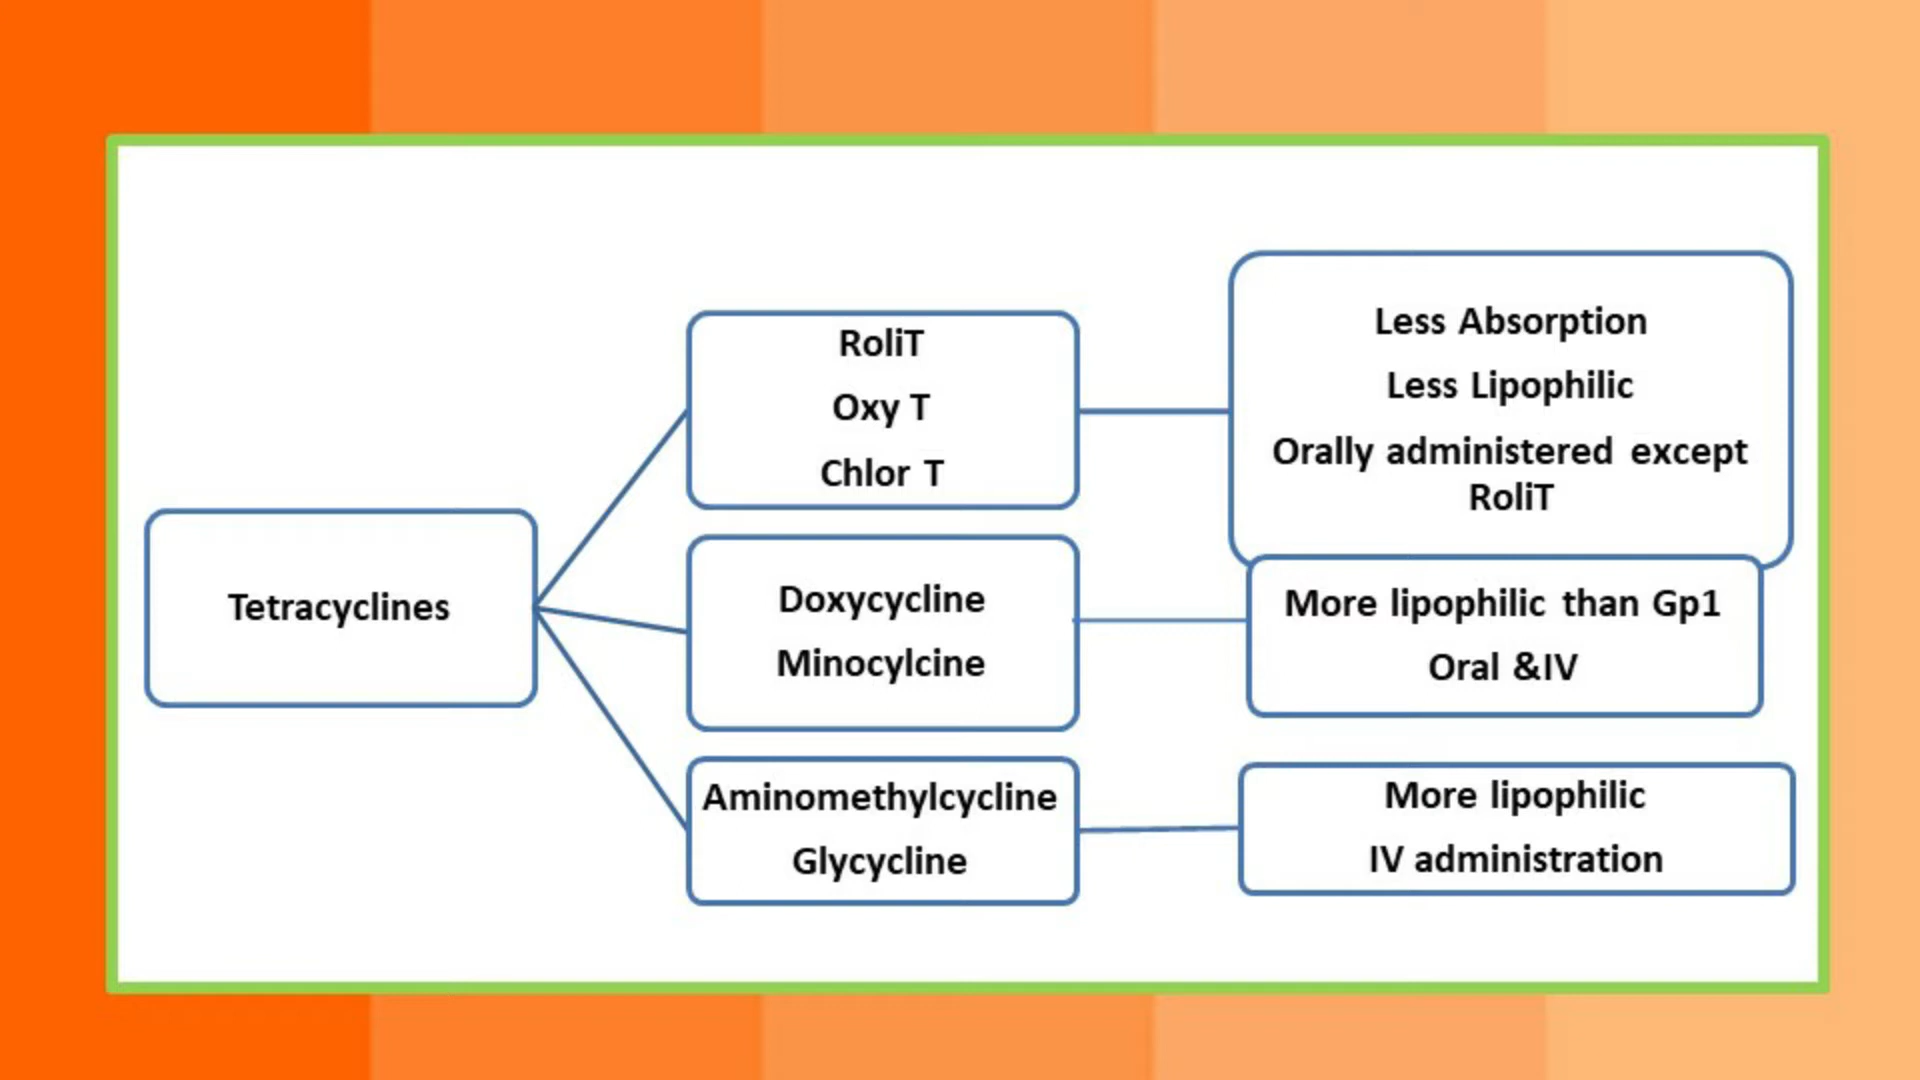 Tetracyclines
RoliT
Oxy T
Chlor T
Less Absorption
Less Lipophilic
Orally administered except
RoliT
Doxycycline
Minocylcine
More lipophilic than Gp1
Oral &IV
Aminomethylcycline
Glycycline
More lipophilic
IV administration